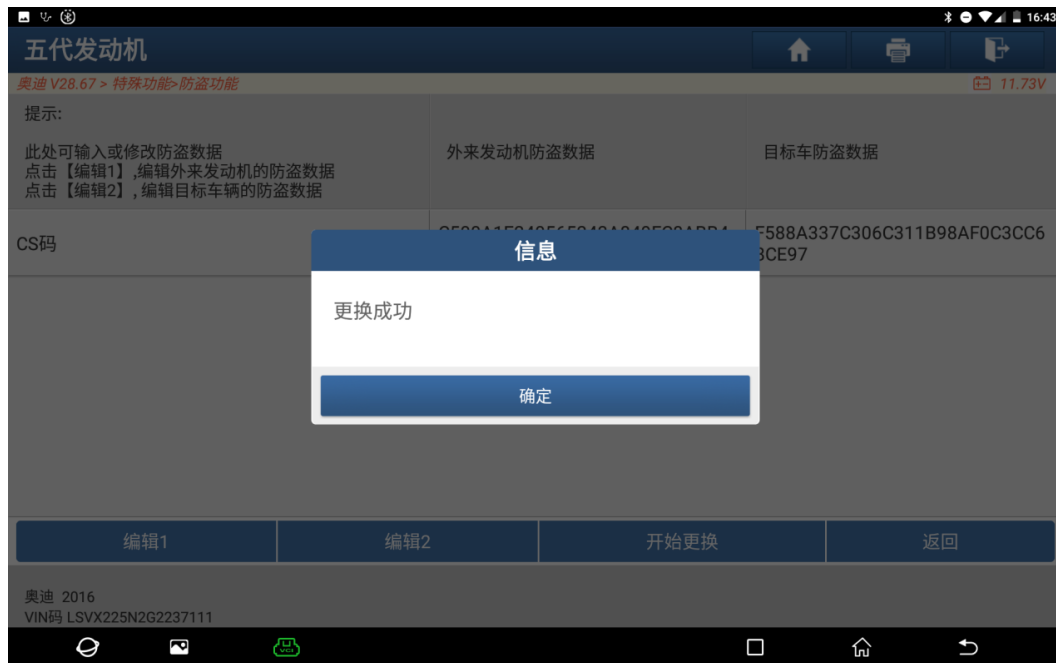 16:43
五代发动机
奥迪 V28.67 > 特殊功能>防盗功能
11.73V
提示:
此处可输入或修改防盗数据
点击【编辑1】,编辑外来发动机的防盗数据
点击【编辑2】, 编辑目标车辆的防盗数据
外来发动机防盗数据
目标车防盗数据
CS码
588A337C306C311B98AF0C3CC6
CE97
信息
更换成功
确定
编辑1
编辑2
开始更换
返回
奥迪 2016
VIN码 LSVX225N2G2237111
VCI